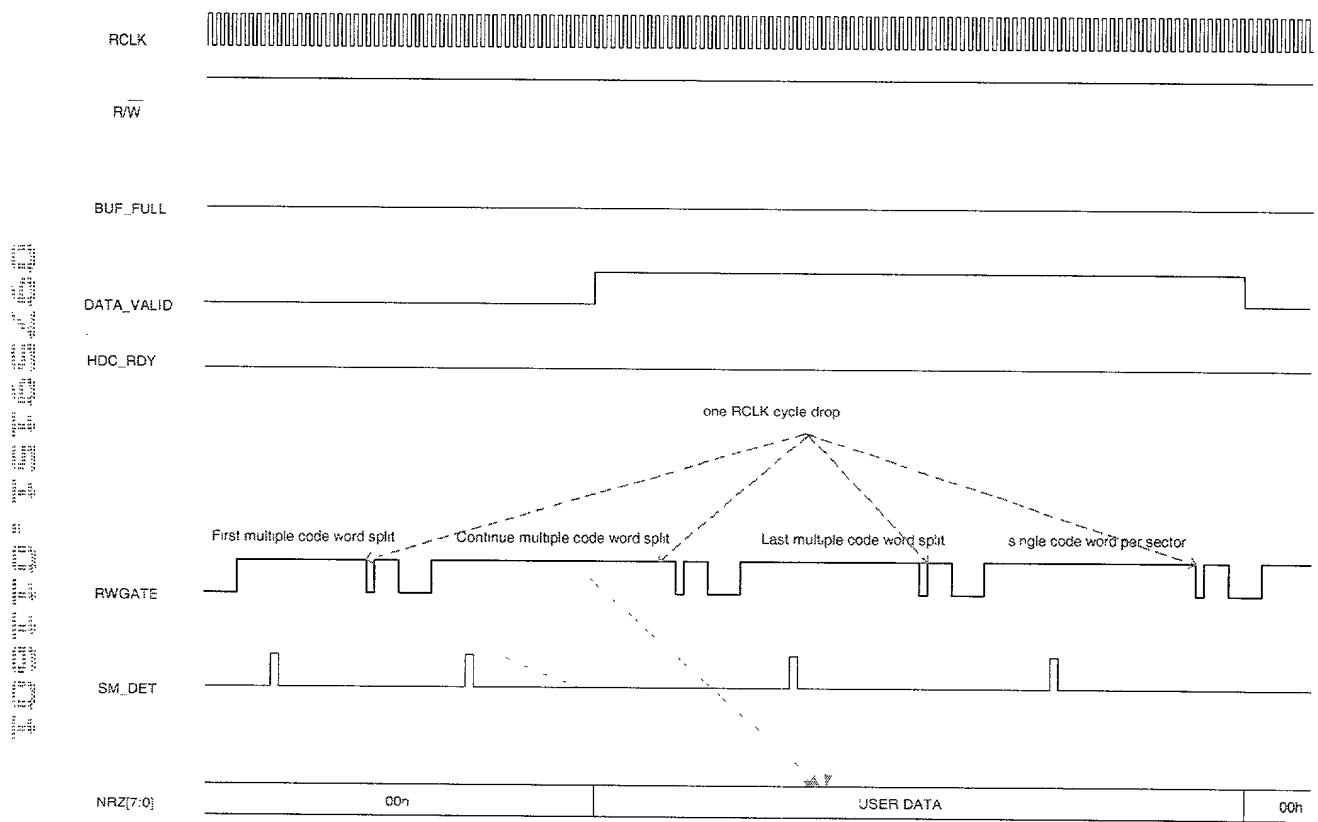 RCLK
R/W̅
BUF_FULL
DATA_VALID
HDC_RDY
one RCLK cycle drop
First multiple code word split
Continue multiple code word split
Last multiple code word split
single code word per sector
RWGATE
SM_DET
NRZ[7:0]
00h
USER DATA
00h